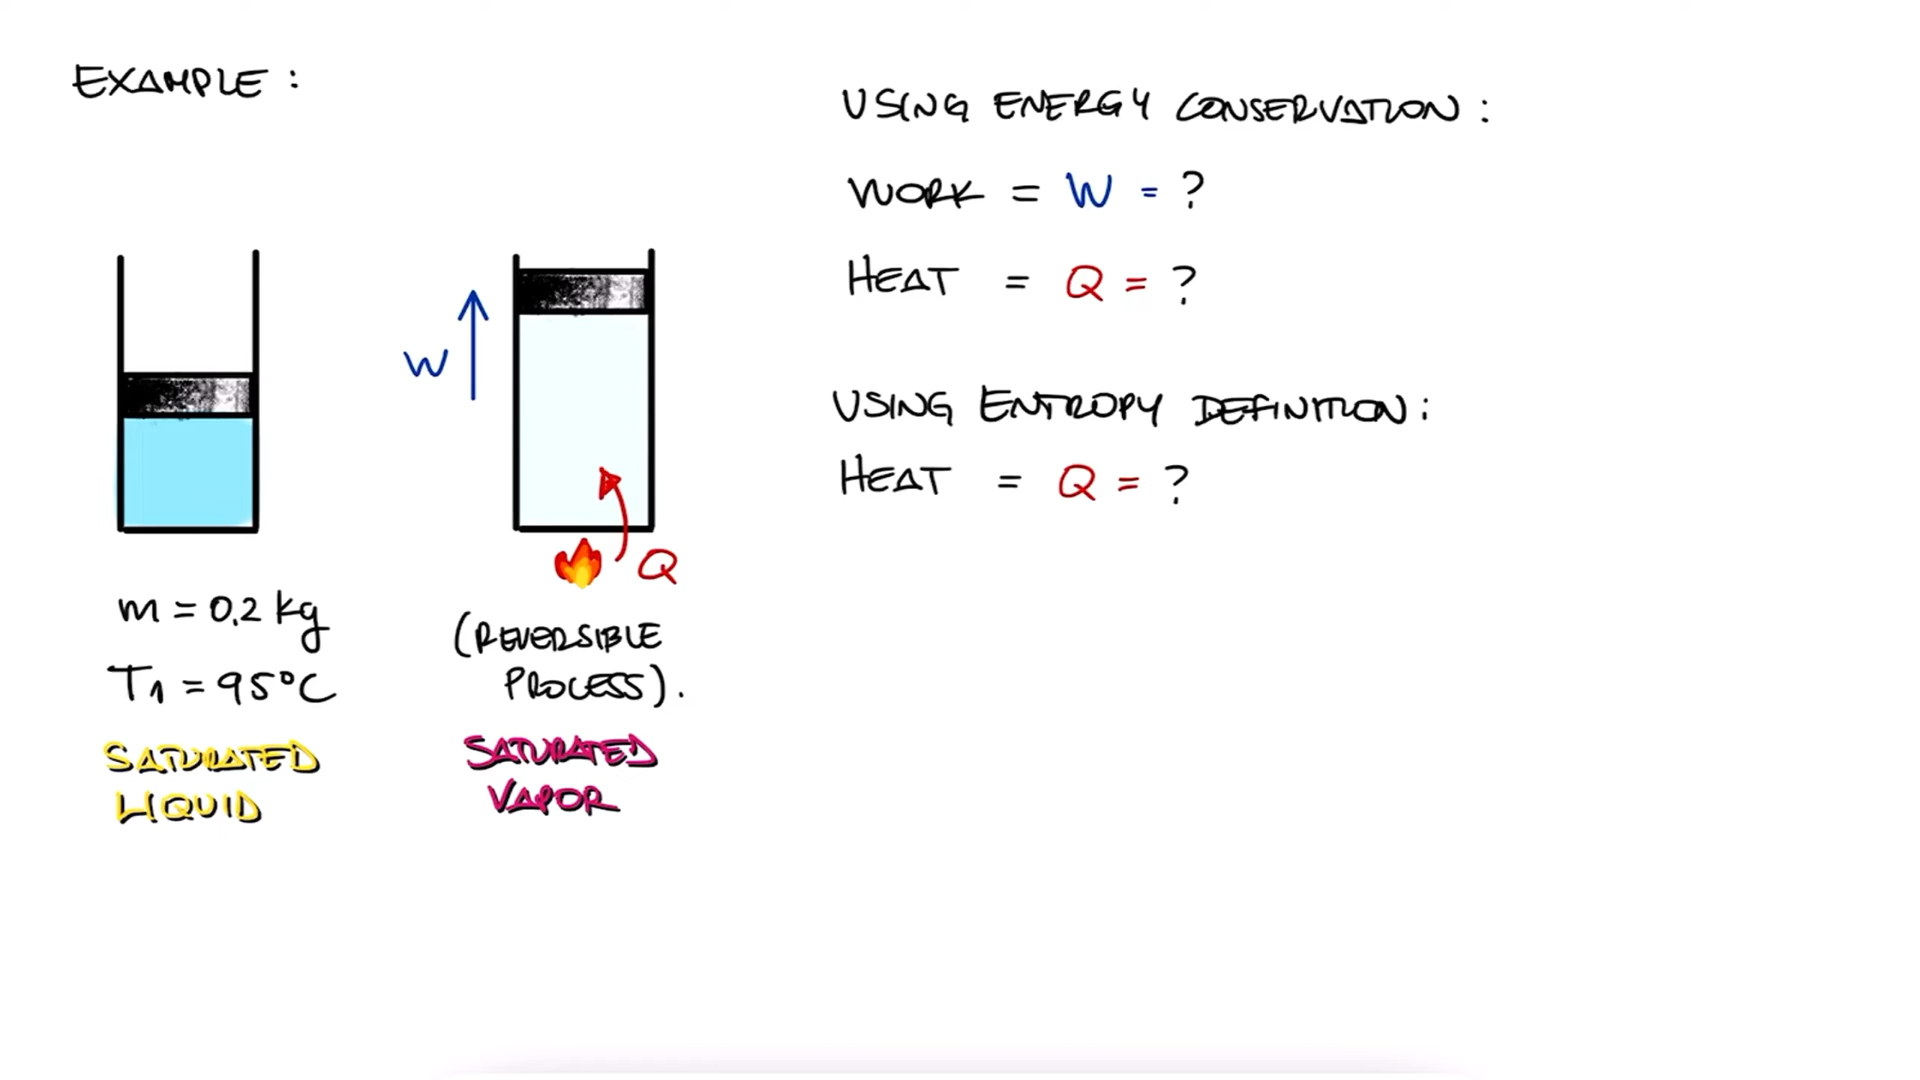 EXAMPLE :
W
Q
m = 0.2 kg
T1 = 95°C
SATURATED
LIQUID
(REVERSIBLE
PROCESS).
SATURATED
VAPOR
USING ENERGY CONSERVATION :
WORK = W = ?
HEAT = Q = ?
USING ENTROPY DEFINITION :
HEAT = Q = ?